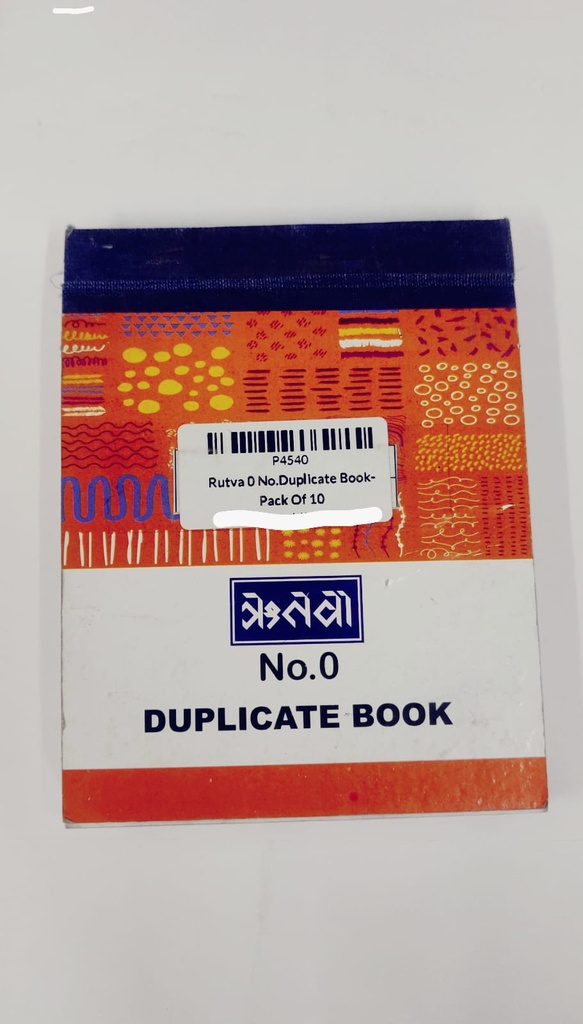 P4540
Rutva 0 No.Duplicate Book-
Pack Of 10
No.0
DUPLICATE BOOK